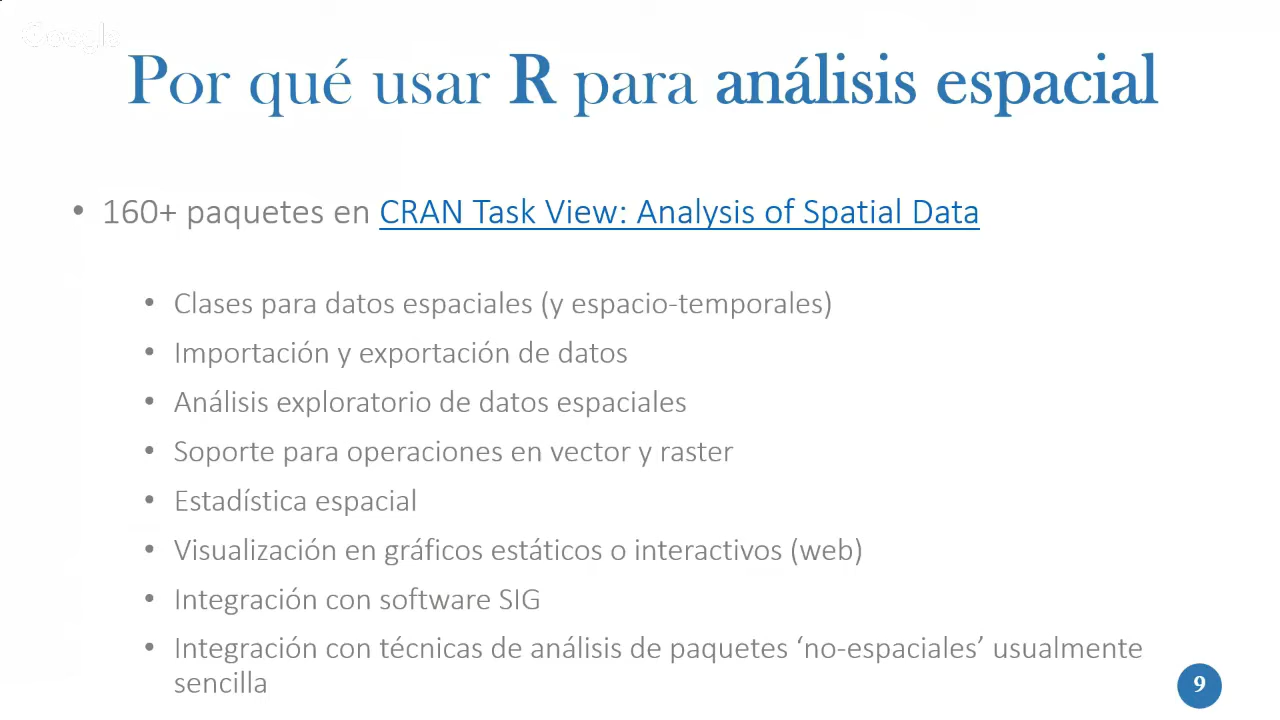 Google
Por qué usar R para análisis espacial
• 160+ paquetes en CRAN Task View: Analysis of Spatial Data
• Clases para datos espaciales (y espacio-temporales)
• Importación y exportación de datos
• Análisis exploratorio de datos espaciales
• Soporte para operaciones en vector y raster
• Estadística espacial
• Visualización en gráficos estáticos o interactivos (web)
• Integración con software SIG
• Integración con técnicas de análisis de paquetes ‘no-espaciales’ usualmente
sencilla
9